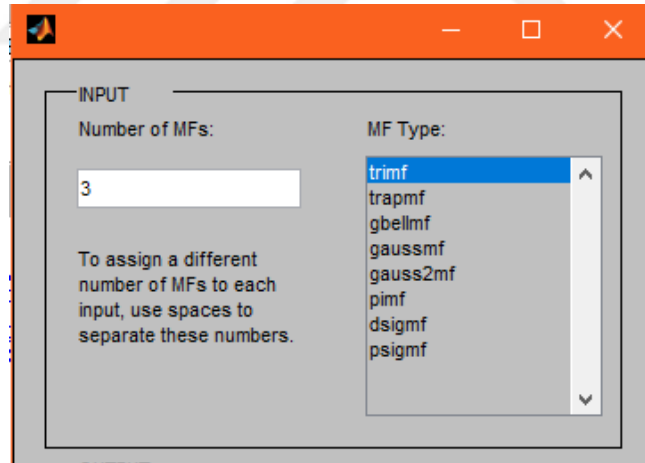 INPUT
Number of MFs:
MF Type:
3
trimf
trapmf
gbellmf
gaussmf
gauss2mf
pimf
dsigmf
psigmf
To assign a different
number of MFs to each
input, use spaces to
separate these numbers.